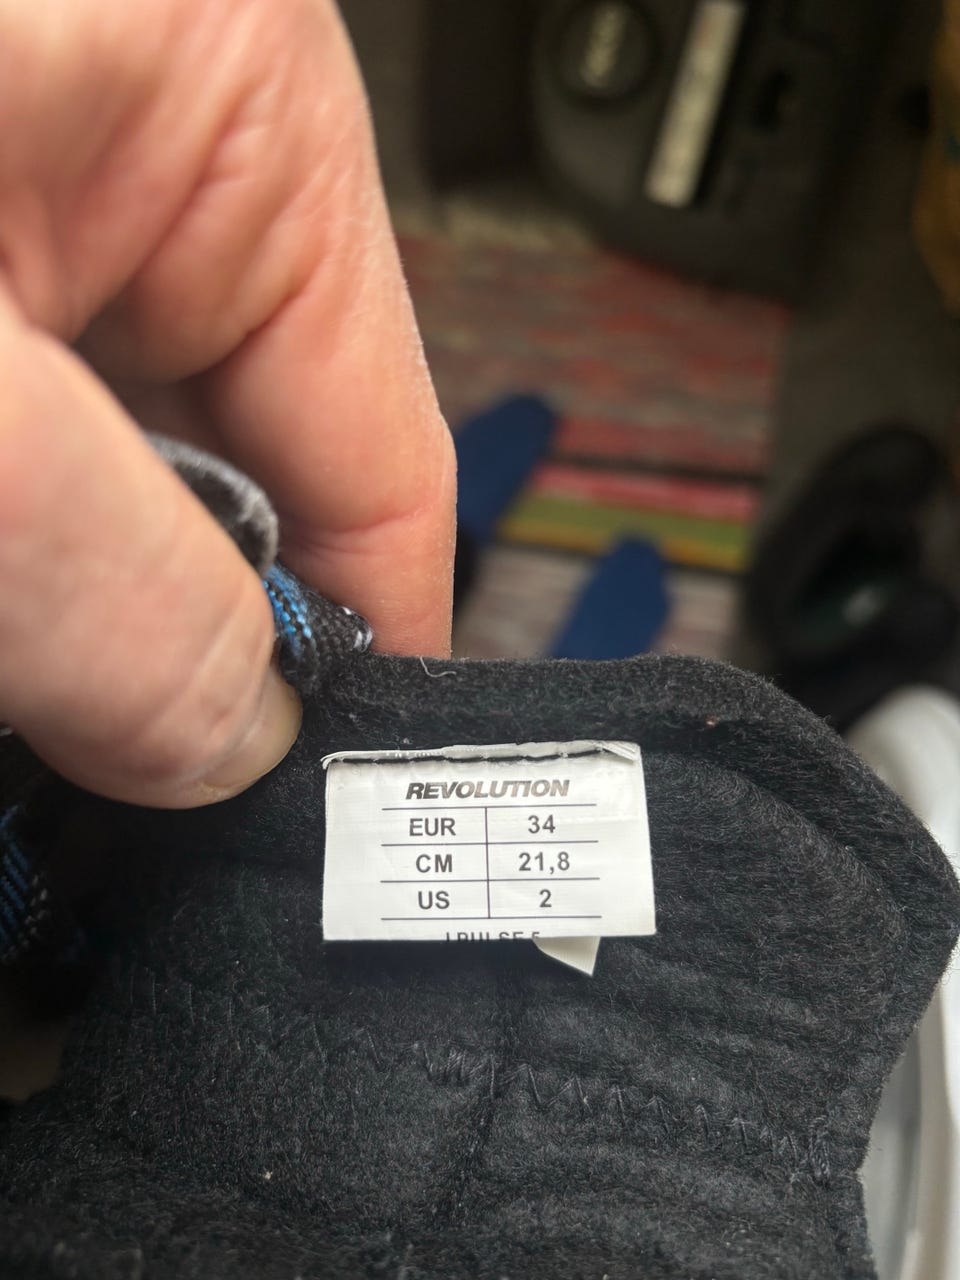 REVOLUTION
EUR 34
CM 21,8
US 2